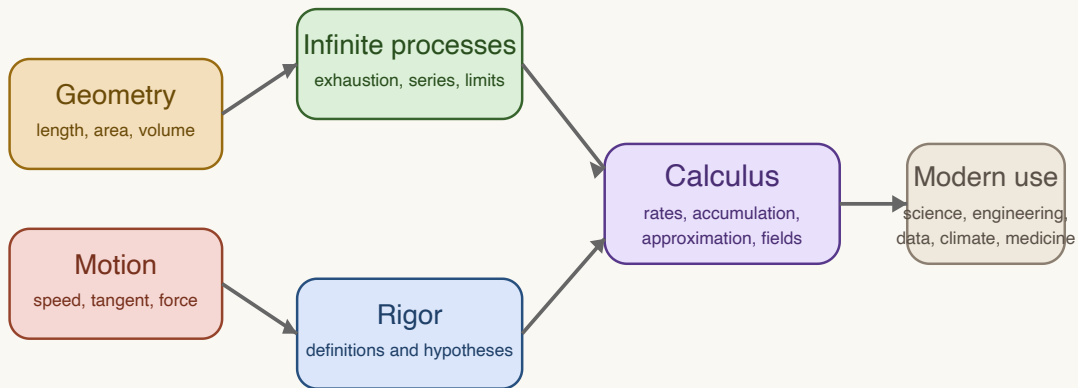 Geometry
length, area, volume
Infinite processes
exhaustion, series, limits
Motion
speed, tangent, force
Rigor
definitions and hypotheses
Calculus
rates, accumulation,
approximation, fields
Modern use
science, engineering,
data, climate, medicine